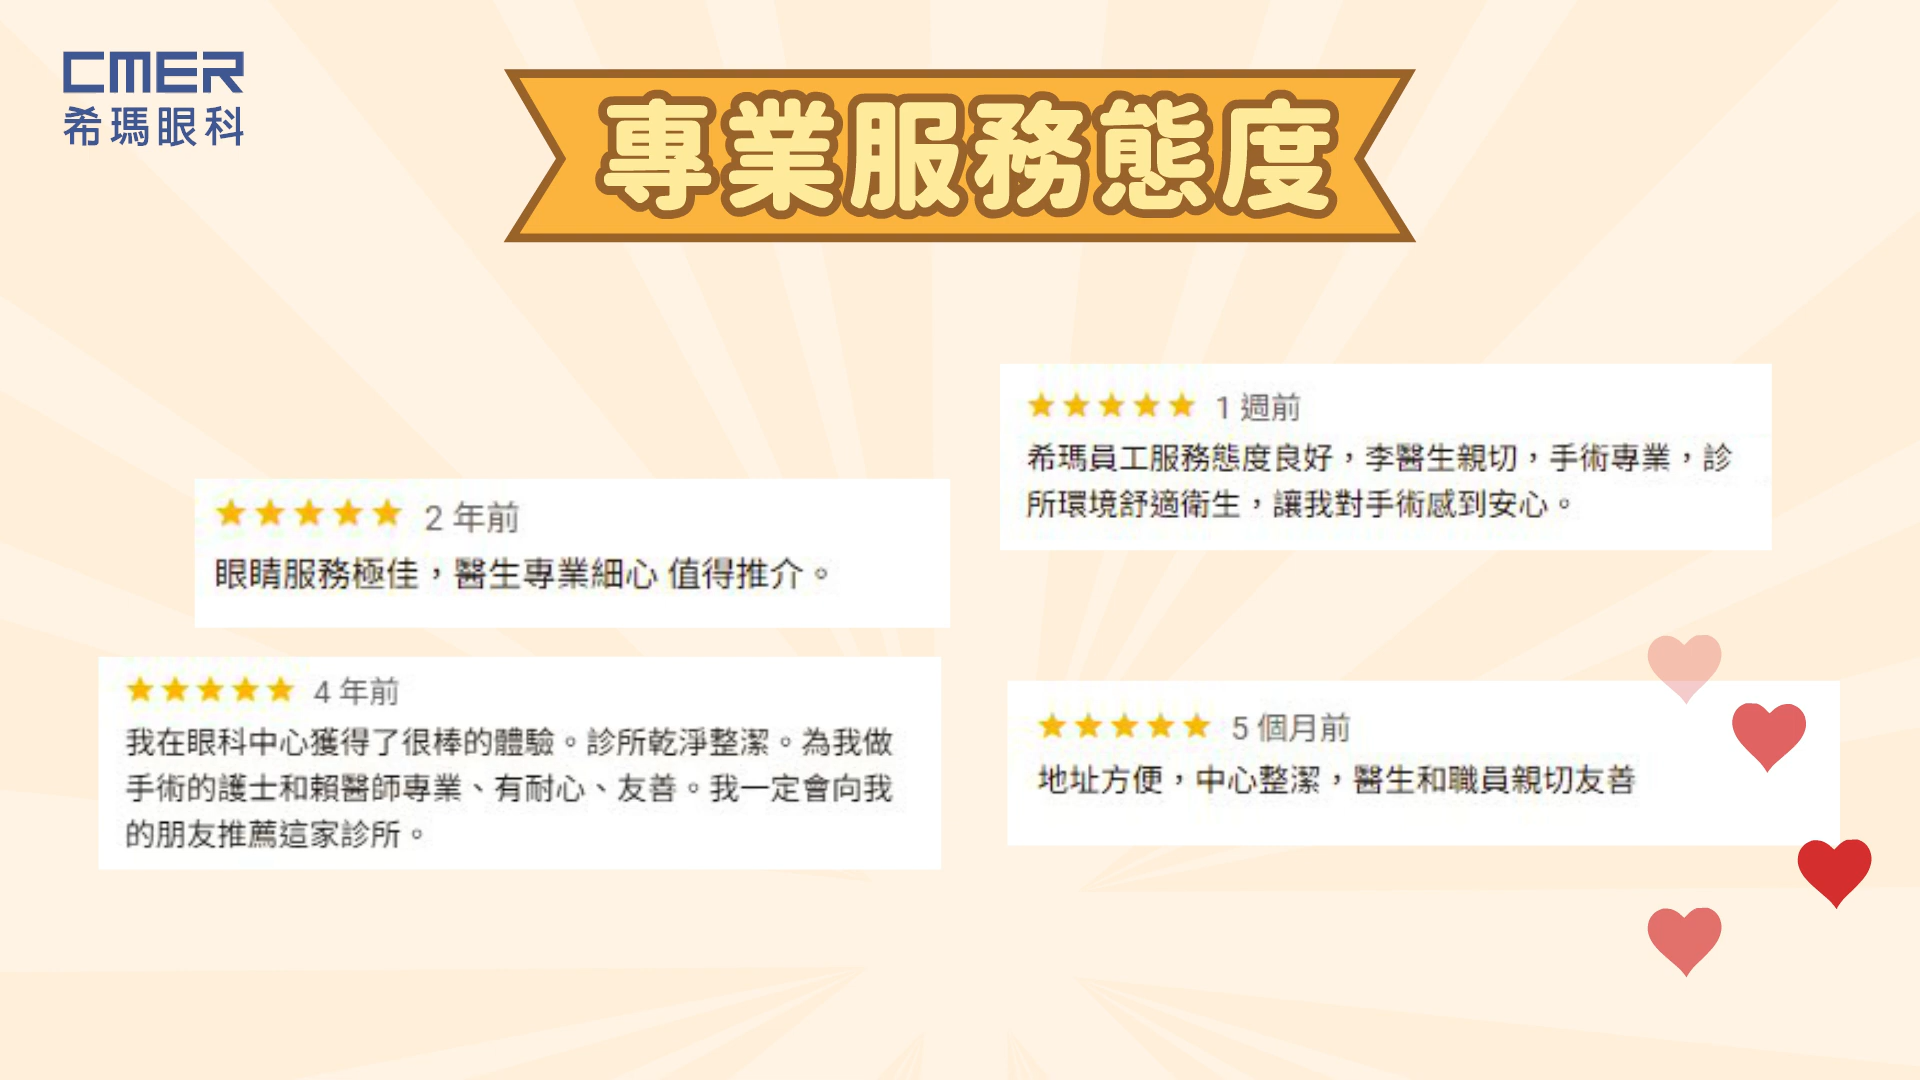 CMER
希瑪眼科
專業服務態度
2 年前
眼睛服務極佳，醫生專業細心 值得推介。
4 年前
我在眼科中心獲得了很棒的體驗。診所乾淨整潔。為我做
手術的護士和賴醫師專業、有耐心、友善。我一定會向我
的朋友推薦這家診所。
1 週前
希瑪員工服務態度良好，李醫生親切，手術專業，診
所環境舒適衛生，讓我對手術感到安心。
5 個月前
地址方便，中心整潔，醫生和職員親切友善